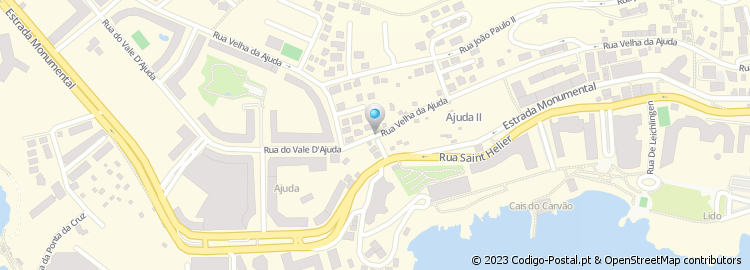 Estrada Monumental
Rua do Vale D'Ajuda
Rua Velha da Ajuda
Rua João Paulo II
Rua Velha da Ajuda
Rua Velha da Ajuda
Ajuda II
Estrada Monumental
Rua do Vale D'Ajuda
Rua Saint Helier
Rua De Leichlingen
Ajuda
Cais do Carvão
Lido
da Ponta da Cruz
© 2023 Codigo-Postal.pt & OpenStreetMap contributors